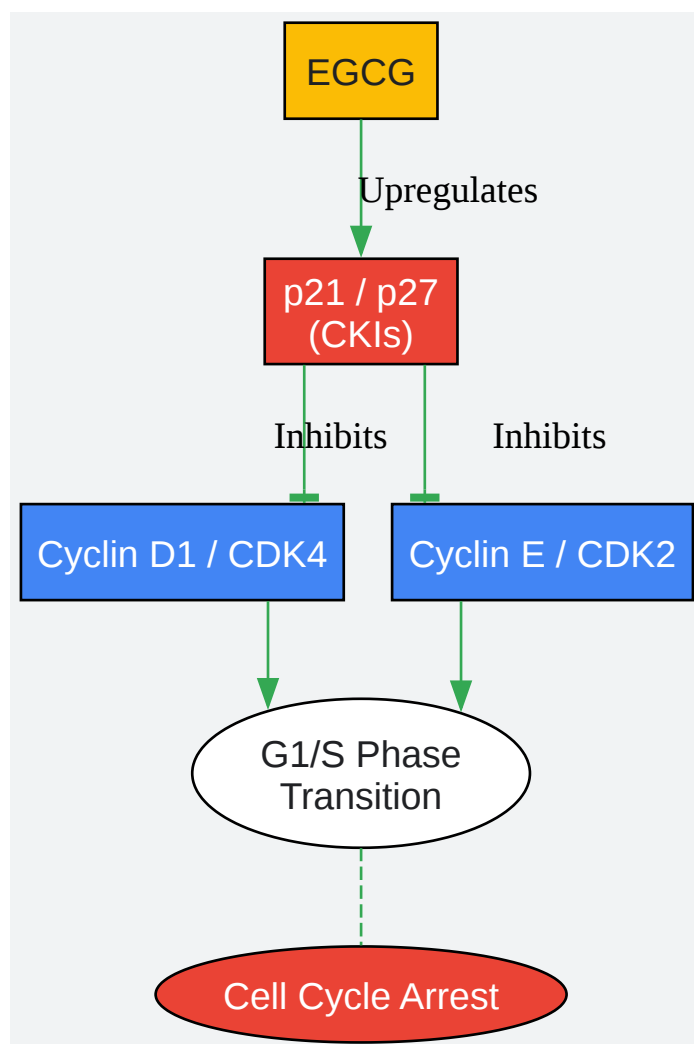 EGCG
Upregulates
p21 / p27
(CKIs)
Inhibits
Inhibits
Cyclin D1 / CDK4
Cyclin E / CDK2
G1/S Phase
Transition
Cell Cycle Arrest